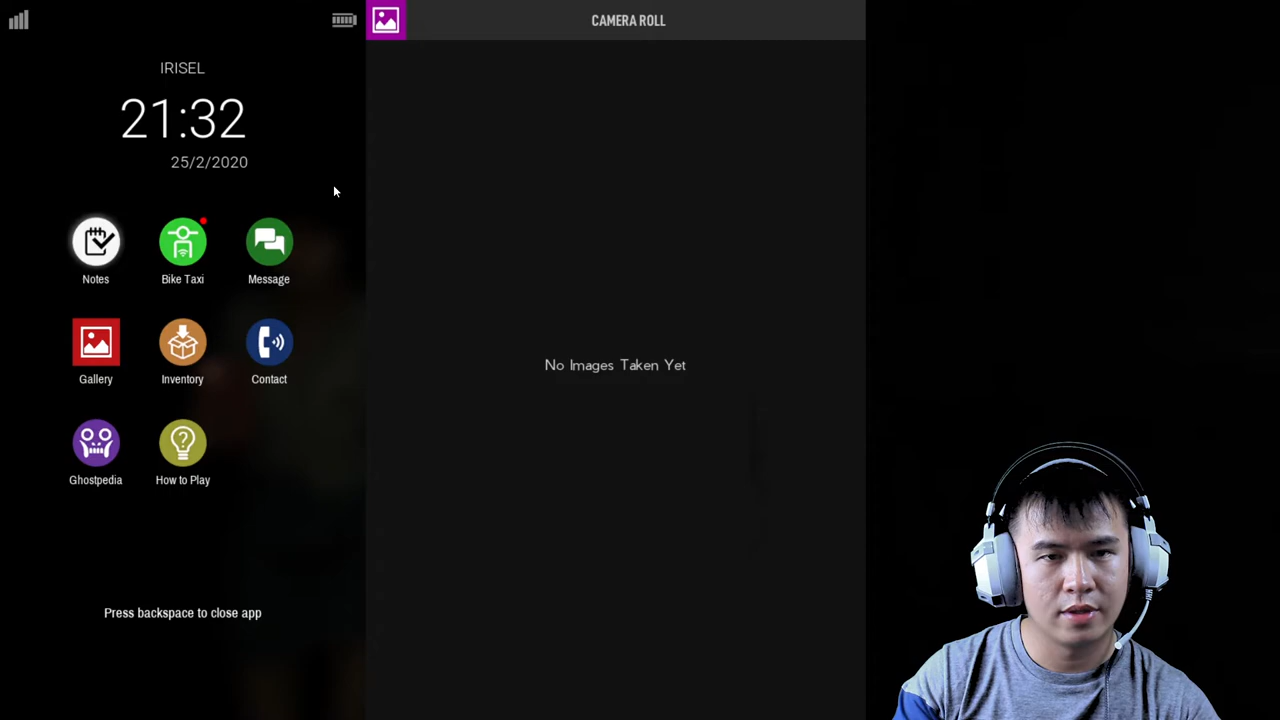 IRISEL
21:32
25/2/2020
Notes
Bike Taxi
Message
Gallery
Inventory
Contact
Ghostpedia
How to Play
Press backspace to close app
CAMERA ROLL
No Images Taken Yet